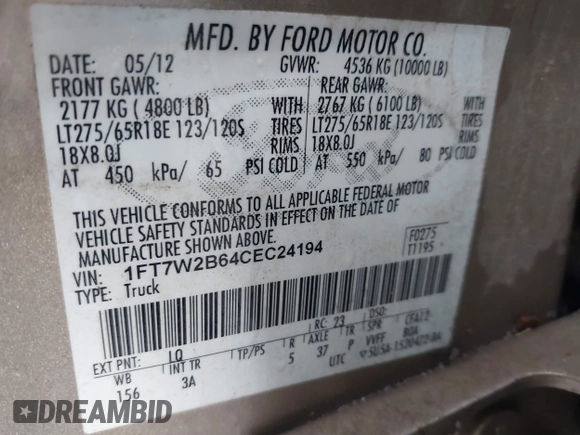 MFD. BY FORD MOTOR CO.
DATE: 05/12 GVWR: 4536 KG (10000 LB)
FRONT GAWR: REAR GAWR:
2177 KG ( 4800 LB) WITH 2767 KG ( 6100 LB) WITH
LT275/65R18E 123/120S TIRES LT275/65R18E 123/120S TIRES
18X8.0J RIMS 18X8.0J RIMS
AT 450 kPa/ 65 PSI COLD AT 550 kPa/ 80 PSI COLD
THIS VEHICLE CONFORMS TO ALL APPLICABLE FEDERAL MOTOR
VEHICLE SAFETY STANDARDS IN EFFECT ON THE DATE OF
MANUFACTURE SHOWN ABOVE.
F0275
T1195
VIN: 1FT7W2B64CEC24194
TYPE: Truck
EXT PNT: LQ RC: 23 DSO:
WB INT TR TP/PS R AXLE TR SPR
156 3A 5 37 P VVFF
UTC
DREAMBID